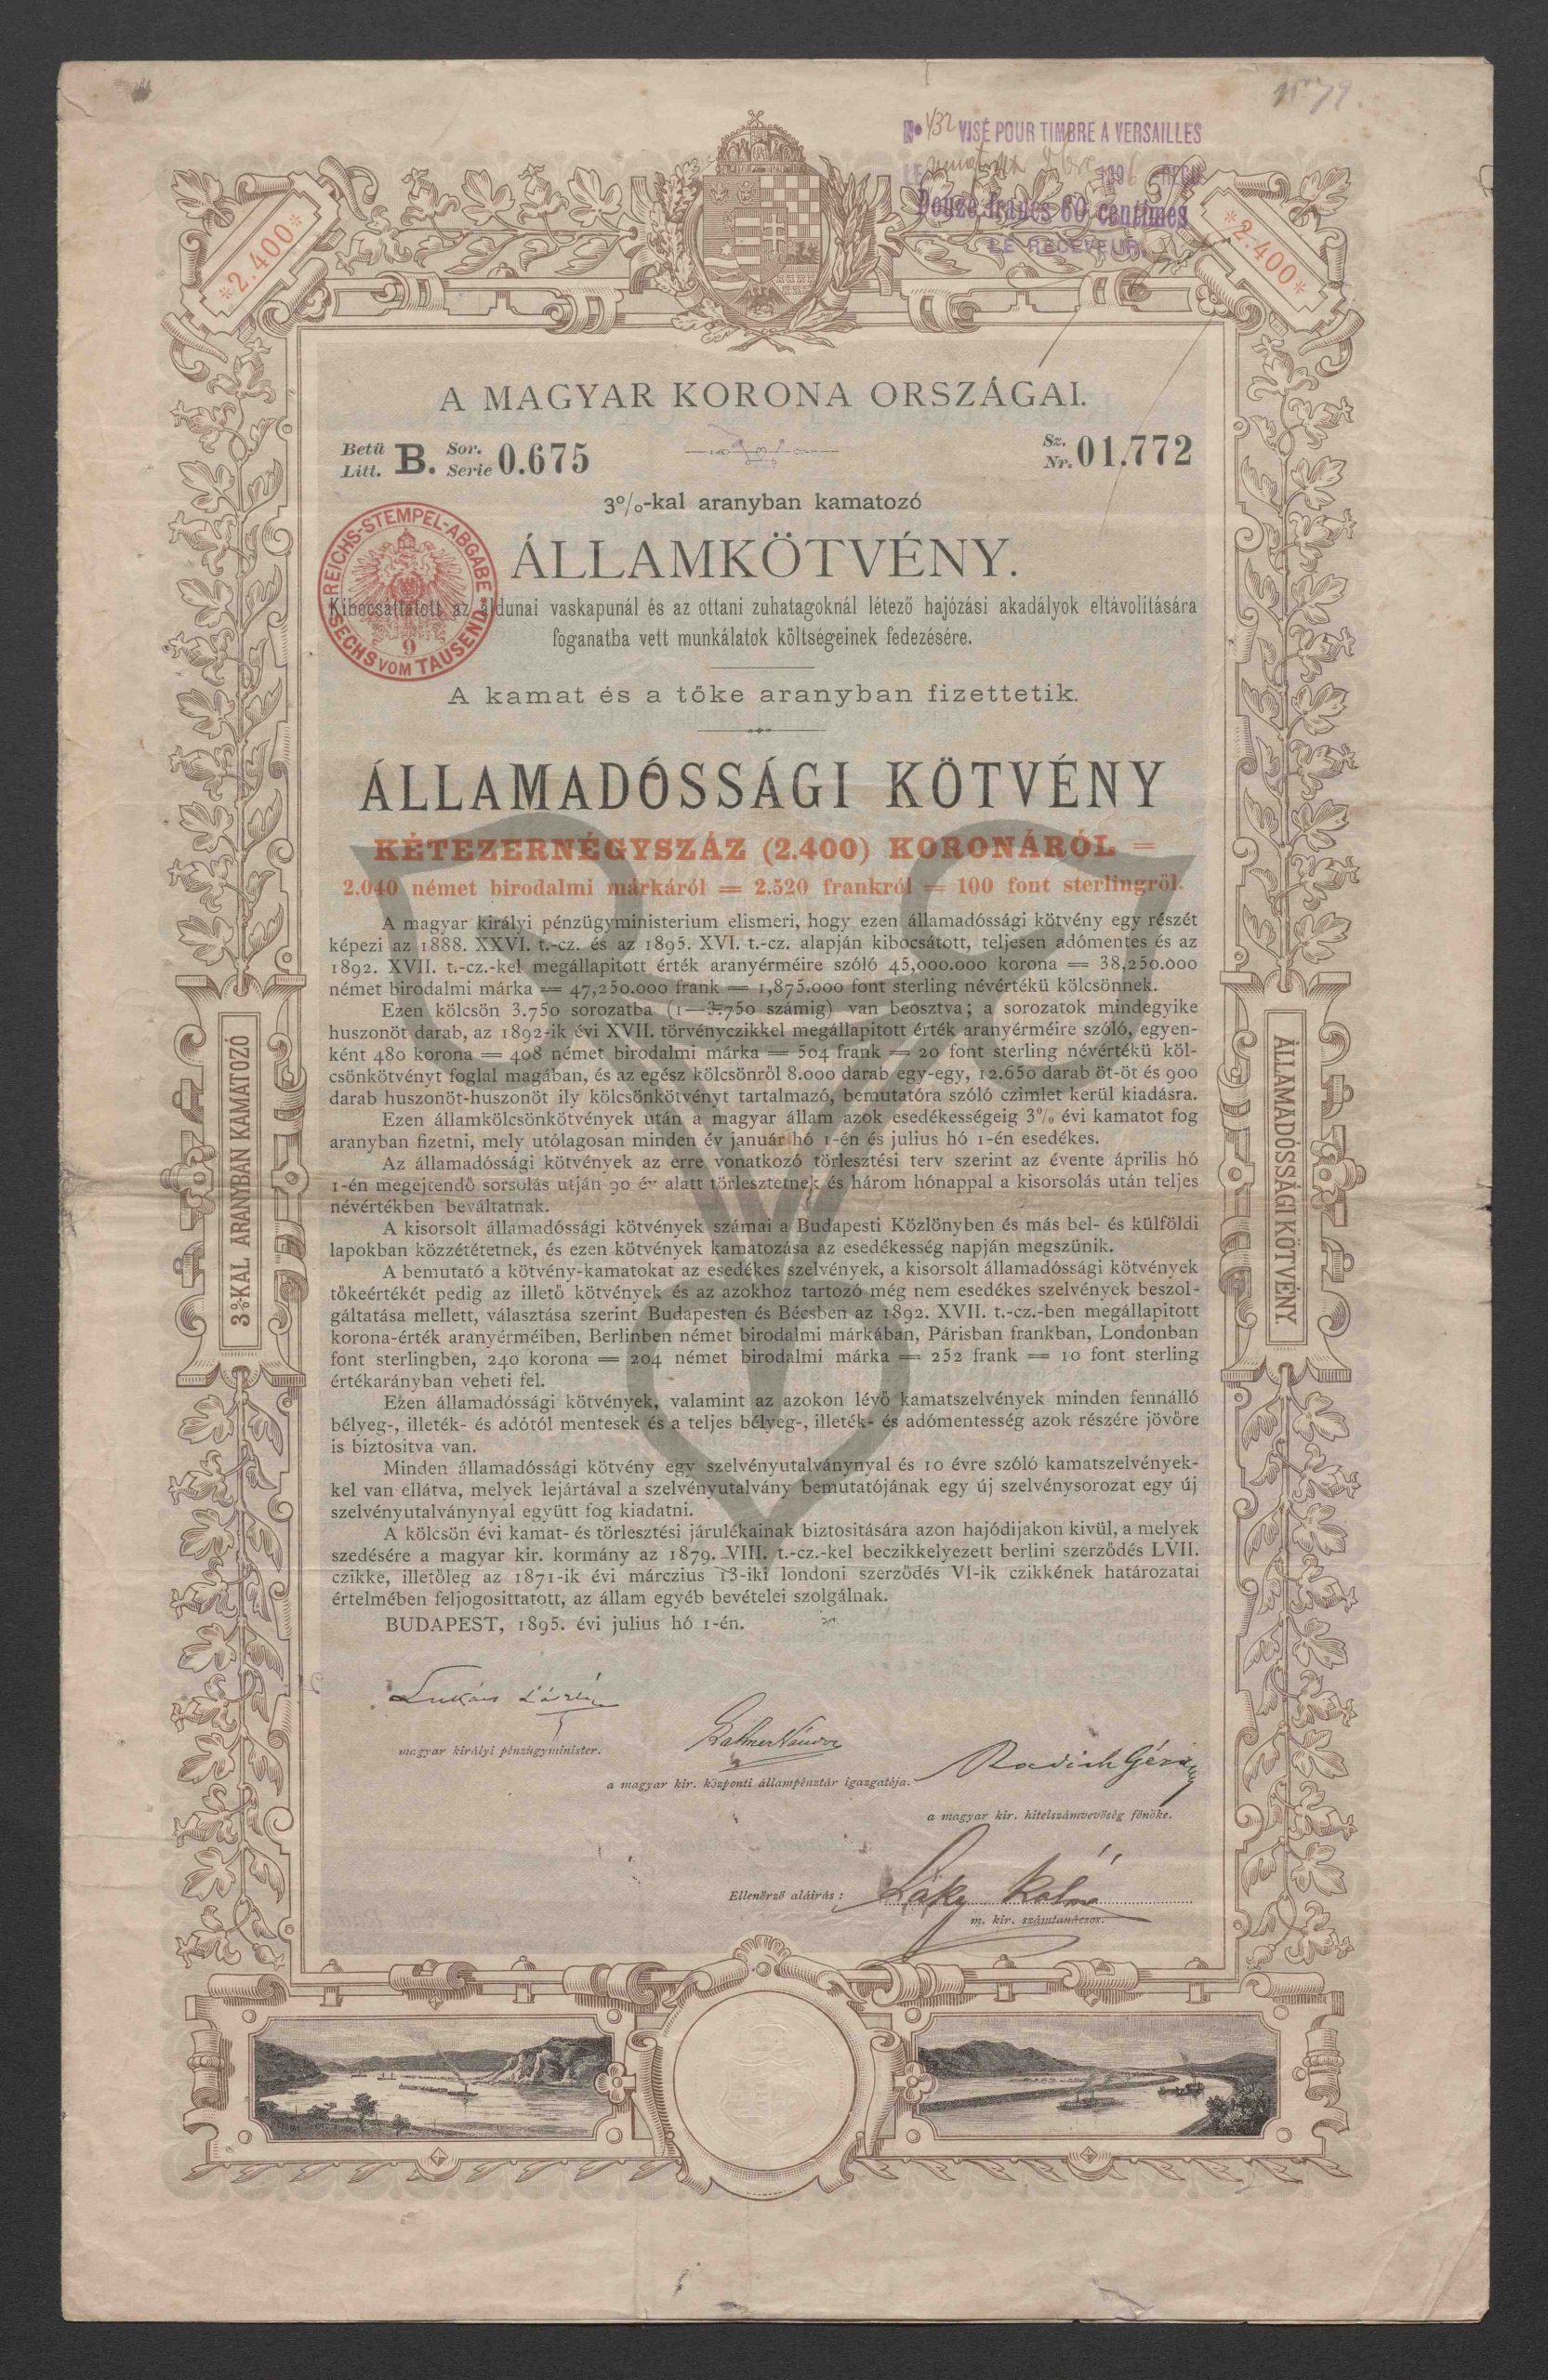 Nº 432 VISÉ POUR TIMBRE A VERSAILLES
LE 189 REÇU
Douze francs 60 centimes
LE RECEVEUR
*2.400*
*2.400*
A MAGYAR KORONA ORSZÁGAI.
Betü Litt. B. Sor. Serie 0.675
Sz. Nr. 01.772
3%-kal aranyban kamatozó
REICHS-STEMPEL-ABGABE
SECHS VOM TAUSEND
9
ÁLLAMKÖTVÉNY.
Kibocsáttatott az aldunai vaskapunál és az ottani zuhatagoknál létező hajózási akadályok eltávolitására
foganatba vett munkálatok költségeinek fedezésére.
A kamat és a tőke aranyban fizettetik.
ÁLLAMADÓSSÁGI KÖTVÉNY
KÉTEZERNÉGYSZÁZ (2.400) KORONÁRÓL =
2.040 német birodalmi márkáról = 2.520 frankról = 100 font sterlingről.
A magyar királyi pénzügyministerium elismeri, hogy ezen államadóssági kötvény egy részét
képezi az 1888. XXVI. t.-cz. és az 1895. XVI. t.-cz. alapján kibocsátott, teljesen adómentes és az
1892. XVII. t.-cz.-kel megállapitott érték aranyérméire szóló 45,000.000 korona = 38,250.000
német birodalmi márka = 47,250.000 frank = 1,875.000 font sterling névértékü kölcsönnek.
Ezen kölcsön 3.750 sorozatba (1—3.750 számig) van beosztva; a sorozatok mindegyike
huszonöt darab, az 1892-ik évi XVII. törvényczikkel megállapitott érték aranyérméire szóló, egyen-
ként 480 korona = 408 német birodalmi márka = 504 frank = 20 font sterling névértékü köl-
csönkötvényt foglal magában, és az egész kölcsönről 8.000 darab egy-egy, 12.650 darab öt-öt és 900
darab huszonöt-huszonöt ily kölcsönkötvényt tartalmazó, bemutatóra szóló czimlet kerül kiadásra.
Ezen államkölcsönkötvények után a magyar állam azok esedékességeig 3% évi kamatot fog
aranyban fizetni, mely utólagosan minden év január hó 1-én és julius hó 1-én esedékes.
Az államadóssági kötvények az erre vonatkozó törlesztési terv szerint az évente április hó
1-én megejtendő sorsolás utján 90 év alatt törlesztetnek és három hónappal a kisorsolás után teljes
névértékben beváltatnak.
A kisorsolt államadóssági kötvények számai a Budapesti Közlönyben és más bel- és külföldi
lapokban közzététetnek, és ezen kötvények kamatozása az esedékesség napján megszünik.
A bemutató a kötvény-kamatokat az esedékes szelvények, a kisorsolt államadóssági kötvények
tőkeértékét pedig az illető kötvények és az azokhoz tartozó még nem esedékes szelvények beszol-
gáltatása mellett, választása szerint Budapesten és Bécsben az 1892. XVII. t.-cz.-ben megállapitott
korona-érték aranyérméiben, Berlinben német birodalmi márkában, Párisban frankban, Londonban
font sterlingben, 240 korona = 204 német birodalmi márka = 252 frank = 10 font sterling
értékarányban veheti fel.
Ezen államadóssági kötvények, valamint az azokon lévő kamatszelvények minden fennálló
bélyeg-, illeték- és adótól mentesek és a teljes bélyeg-, illeték- és adómentesség azok részére jövőre
is biztositva van.
Minden államadóssági kötvény egy szelvényutalványnyal és 10 évre szóló kamatszelvények-
kel van ellátva, melyek lejártával a szelvényutalvány bemutatójának egy új szelvénysorozat egy új
szelvényutalványnyal együtt fog kiadatni.
A kölcsön évi kamat- és törlesztési járulékainak biztositására azon hajódijakon kivül, a melyek
szedésére a magyar kir. kormány az 1879. VIII. t.-cz.-kel beczikkelyezett berlini szerződés LVII.
czikke, illetőleg az 1871-ik évi márczius 13-iki londoni szerződés VI-ik czikkének határozatai
értelmében feljogosittatott, az állam egyéb bevételei szolgálnak.
BUDAPEST, 1895. évi julius hó 1-én.
Lukács László
magyar királyi pénzügyminister.
a magyar kir. központi állampénztár igazgatója.
Radich Géza
a magyar kir. hitelszámvevőség főnöke.
Ellenőrző aláirás: Laky Kálmán
m. kir. számtanácsos.
3%-KAL ARANYBAN KAMATOZÓ
ÁLLAMADÓSSÁGI KÖTVÉNY.